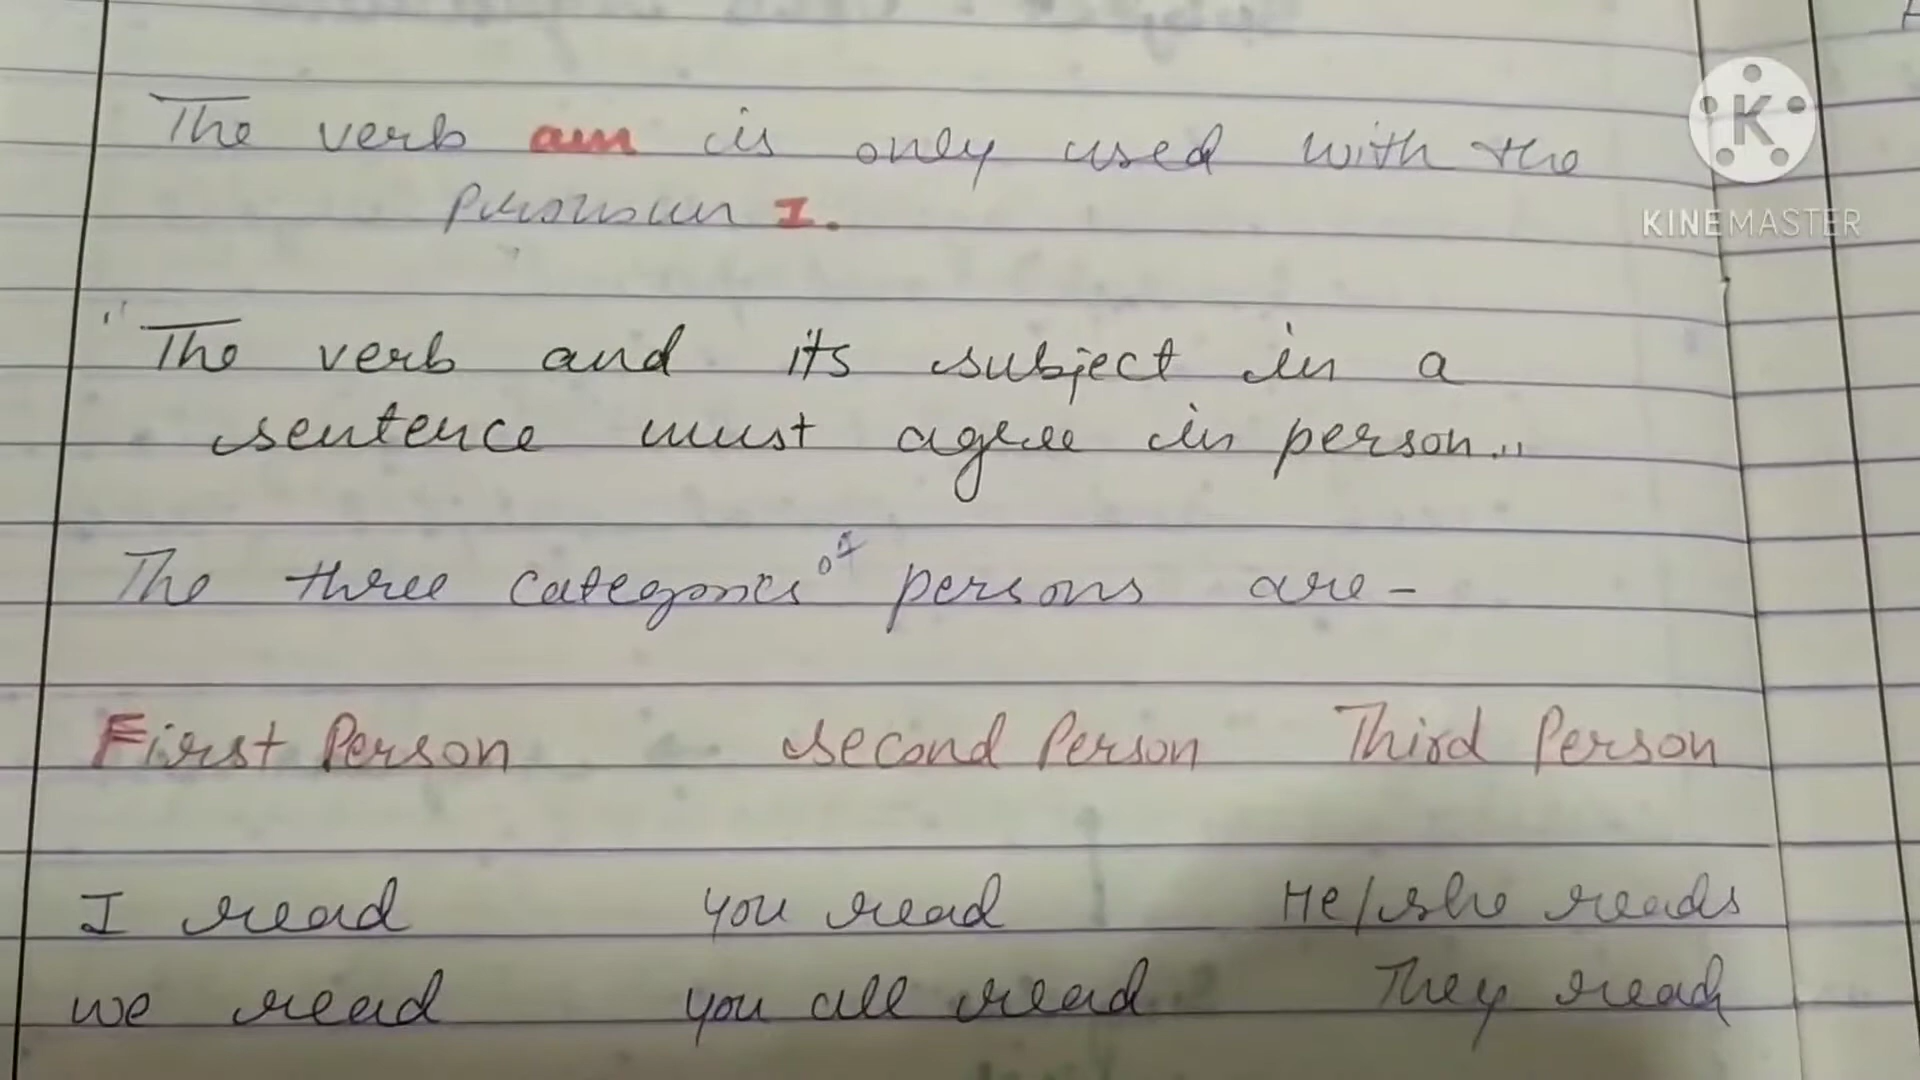 The verb am is only used with the
K
pronoun I.
KINEMASTER
"The verb and its subject in a
sentence must agree in person."
The three categories of persons are-
First Person second Person Third Person
I read you read He/she reads
we read you all read They read